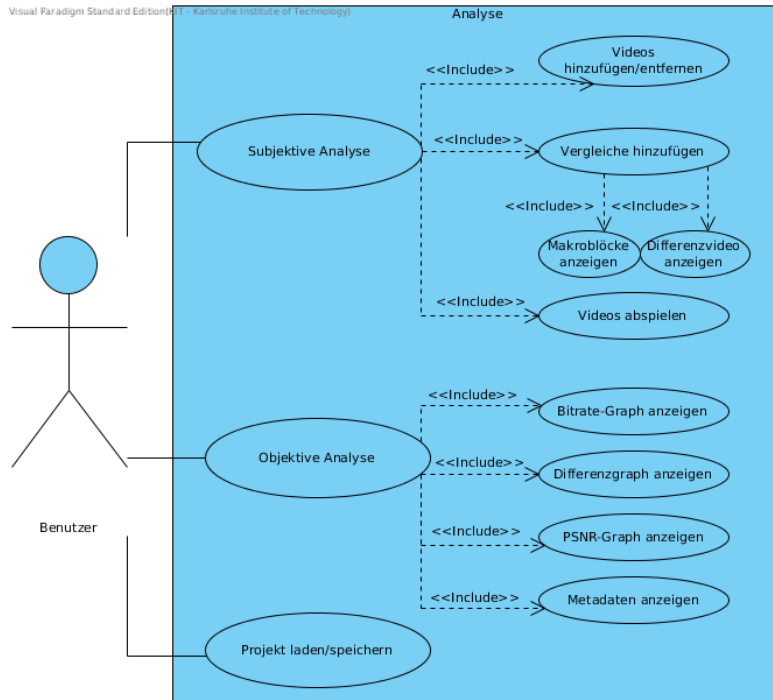 Visual Paradigm Standard Edition(KIT - Karlsruhe Institute of Technology)
Analyse
Videos
hinzufügen/entfernen
<<Include>>
Subjektive Analyse
<<Include>>
Vergleiche hinzufügen
<<Include>>
<<Include>>
Makroblöcke
anzeigen
Differenzvideo
anzeigen
<<Include>>
Videos abspielen
<<Include>>
Bitrate-Graph anzeigen
Objektive Analyse
<<Include>>
Differenzgraph anzeigen
Benutzer
<<Include>>
PSNR-Graph anzeigen
<<Include>>
Metadaten anzeigen
Projekt laden/speichern